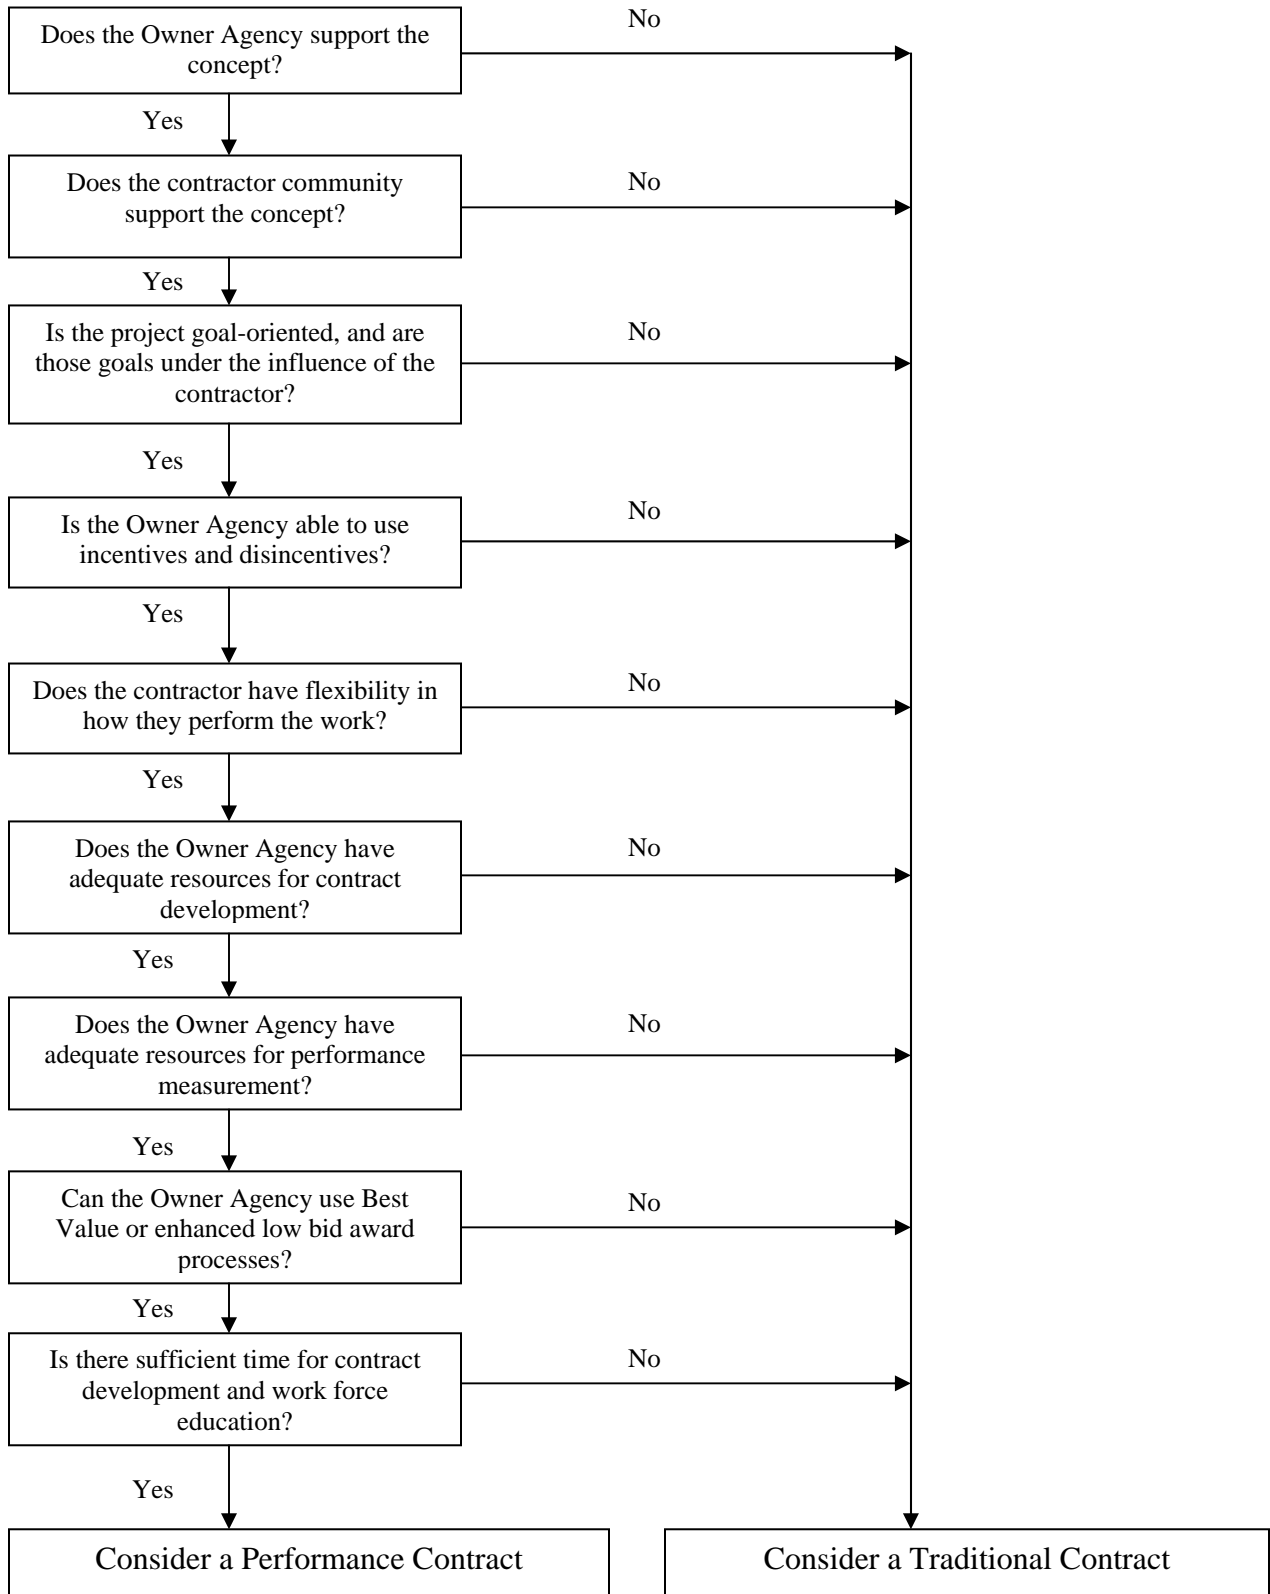 No
Does the Owner Agency support the
concept?
Yes
Does the contractor community
support the concept?
No
Yes
Is the project goal-oriented, and are
those goals under the influence of the
contractor?
No
Yes
Is the Owner Agency able to use
incentives and disincentives?
No
Yes
Does the contractor have flexibility in
how they perform the work?
No
Yes
Does the Owner Agency have
adequate resources for contract
development?
No
Yes
Does the Owner Agency have
adequate resources for performance
measurement?
No
Yes
Can the Owner Agency use Best
Value or enhanced low bid award
processes?
No
Yes
Is there sufficient time for contract
development and work force
education?
No
Yes
Consider a Performance Contract
Consider a Traditional Contract